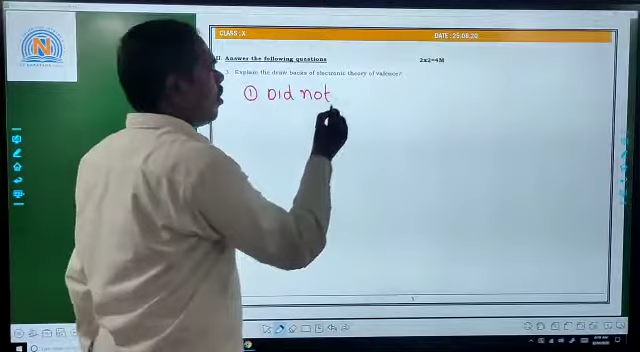 CLASS : X
DATE : 25.08.20
II. Answer the following questions
2x2=4M
3. Explain the draw backs of electronic theory of valence?
① Did not
N